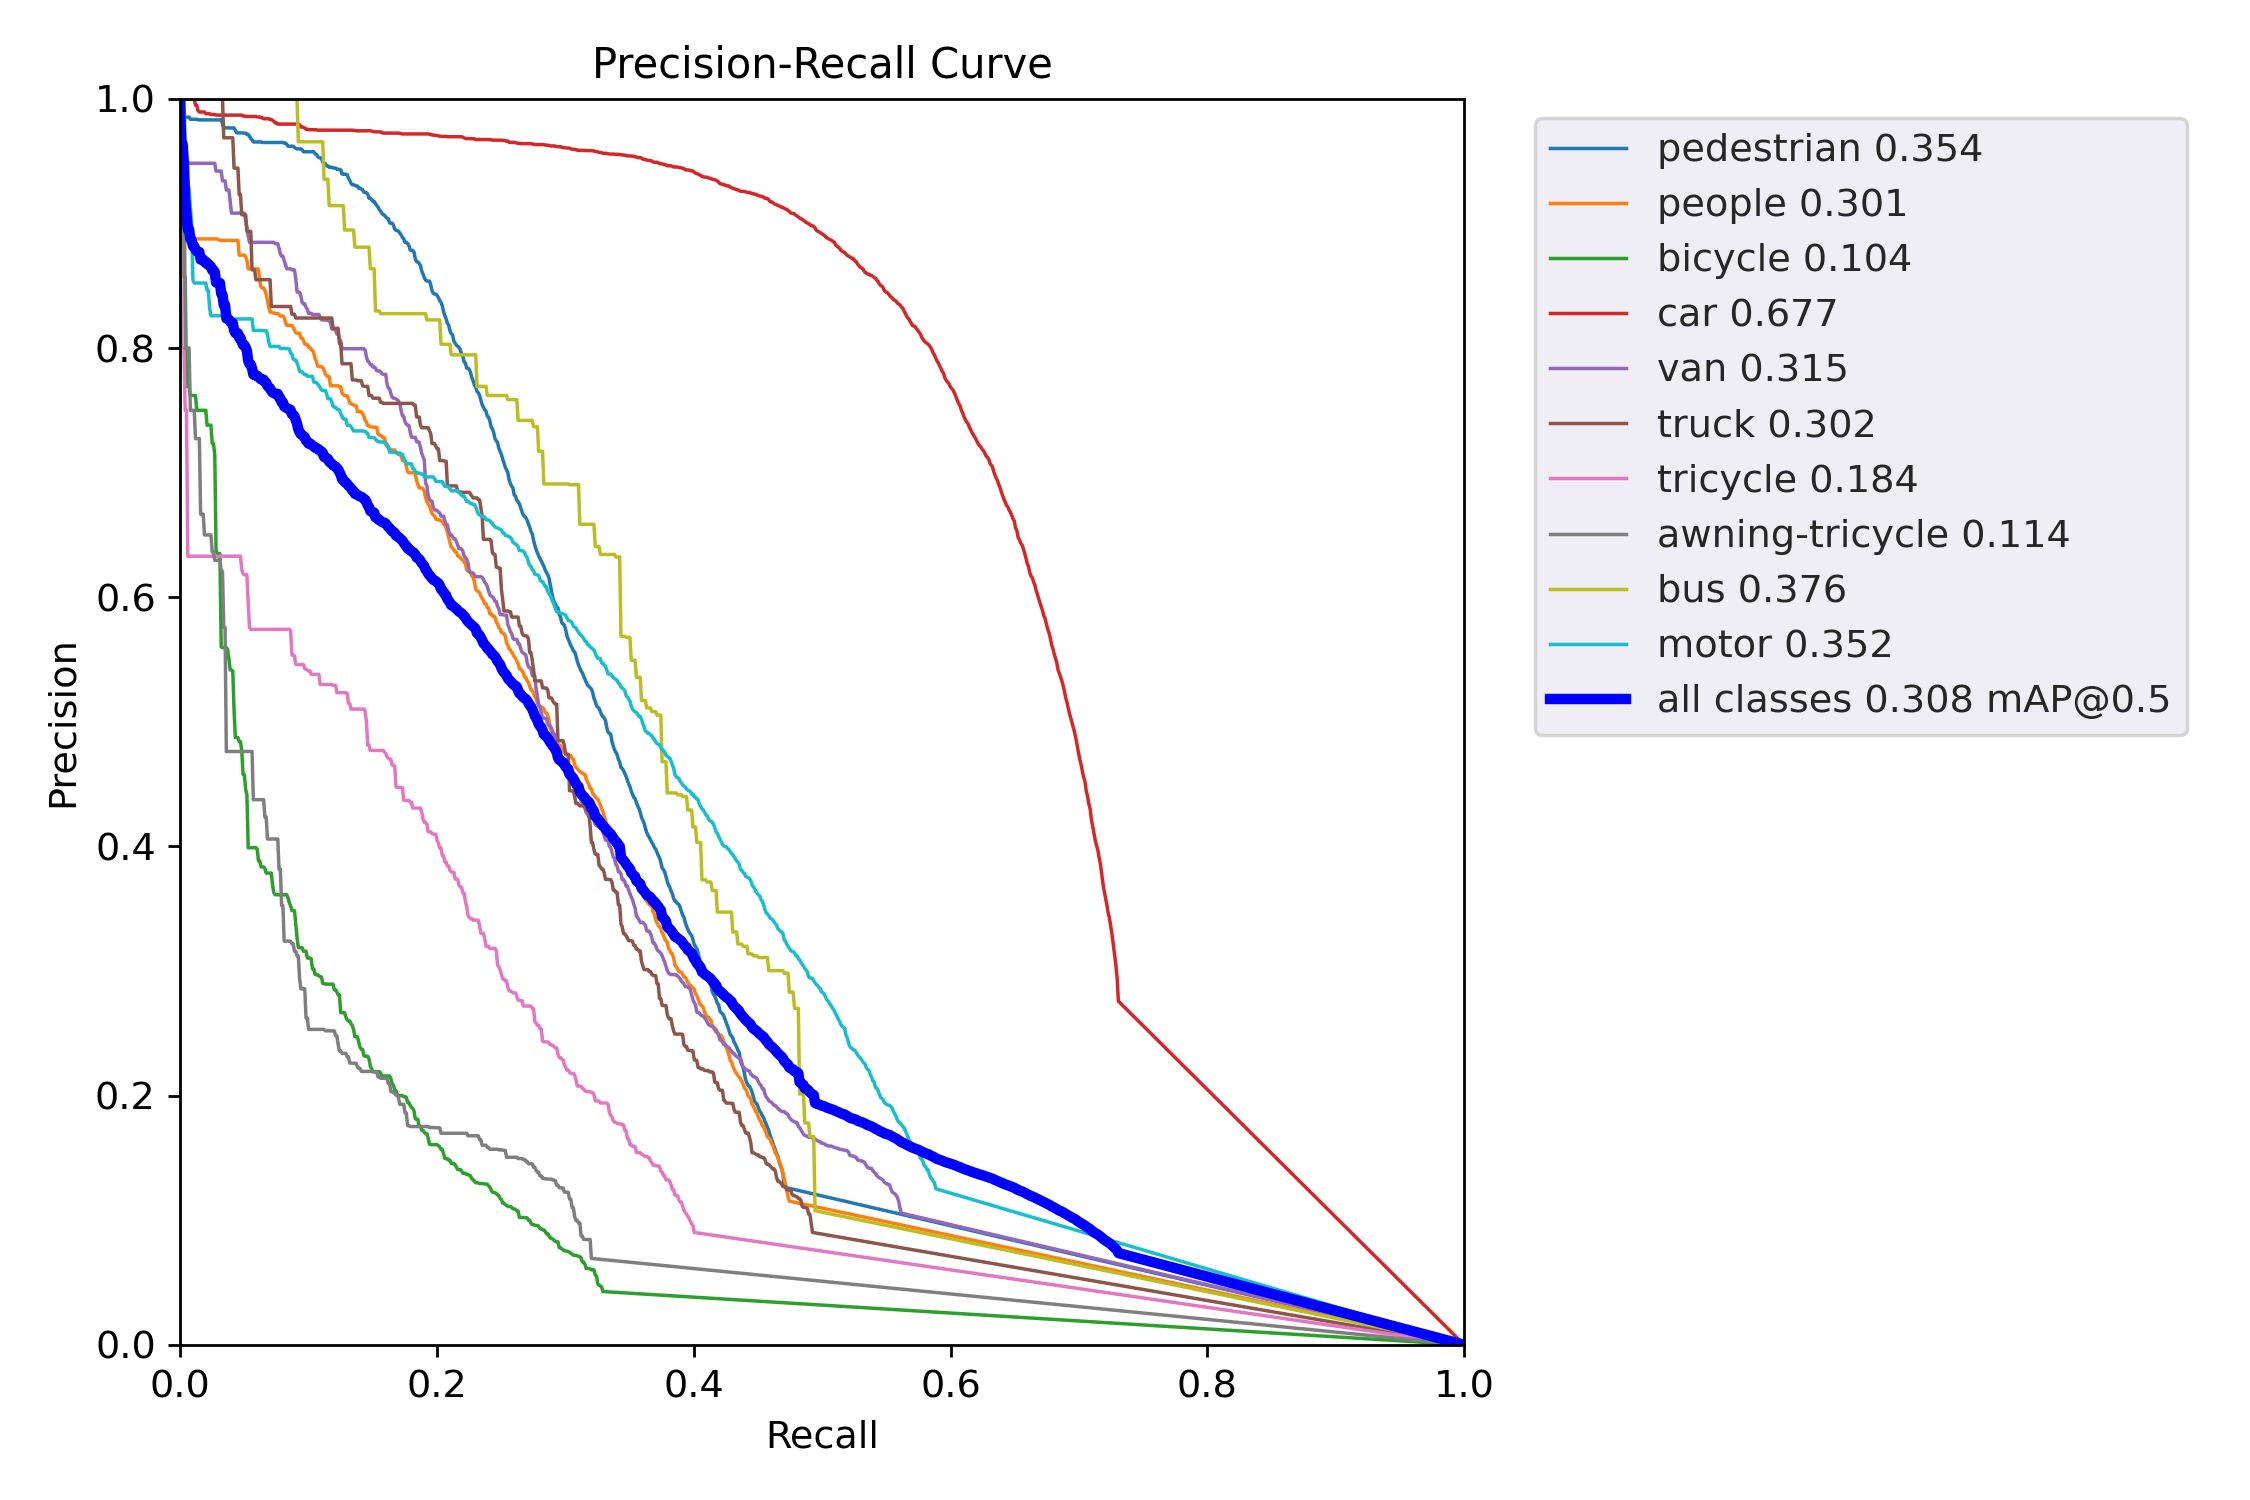 Precision-Recall Curve
1.0
0.8
0.6
0.4
0.2
0.0
Precision
0.0 0.2 0.4 0.6 0.8 1.0
Recall
pedestrian 0.354
people 0.301
bicycle 0.104
car 0.677
van 0.315
truck 0.302
tricycle 0.184
awning-tricycle 0.114
bus 0.376
motor 0.352
all classes 0.308 mAP@0.5